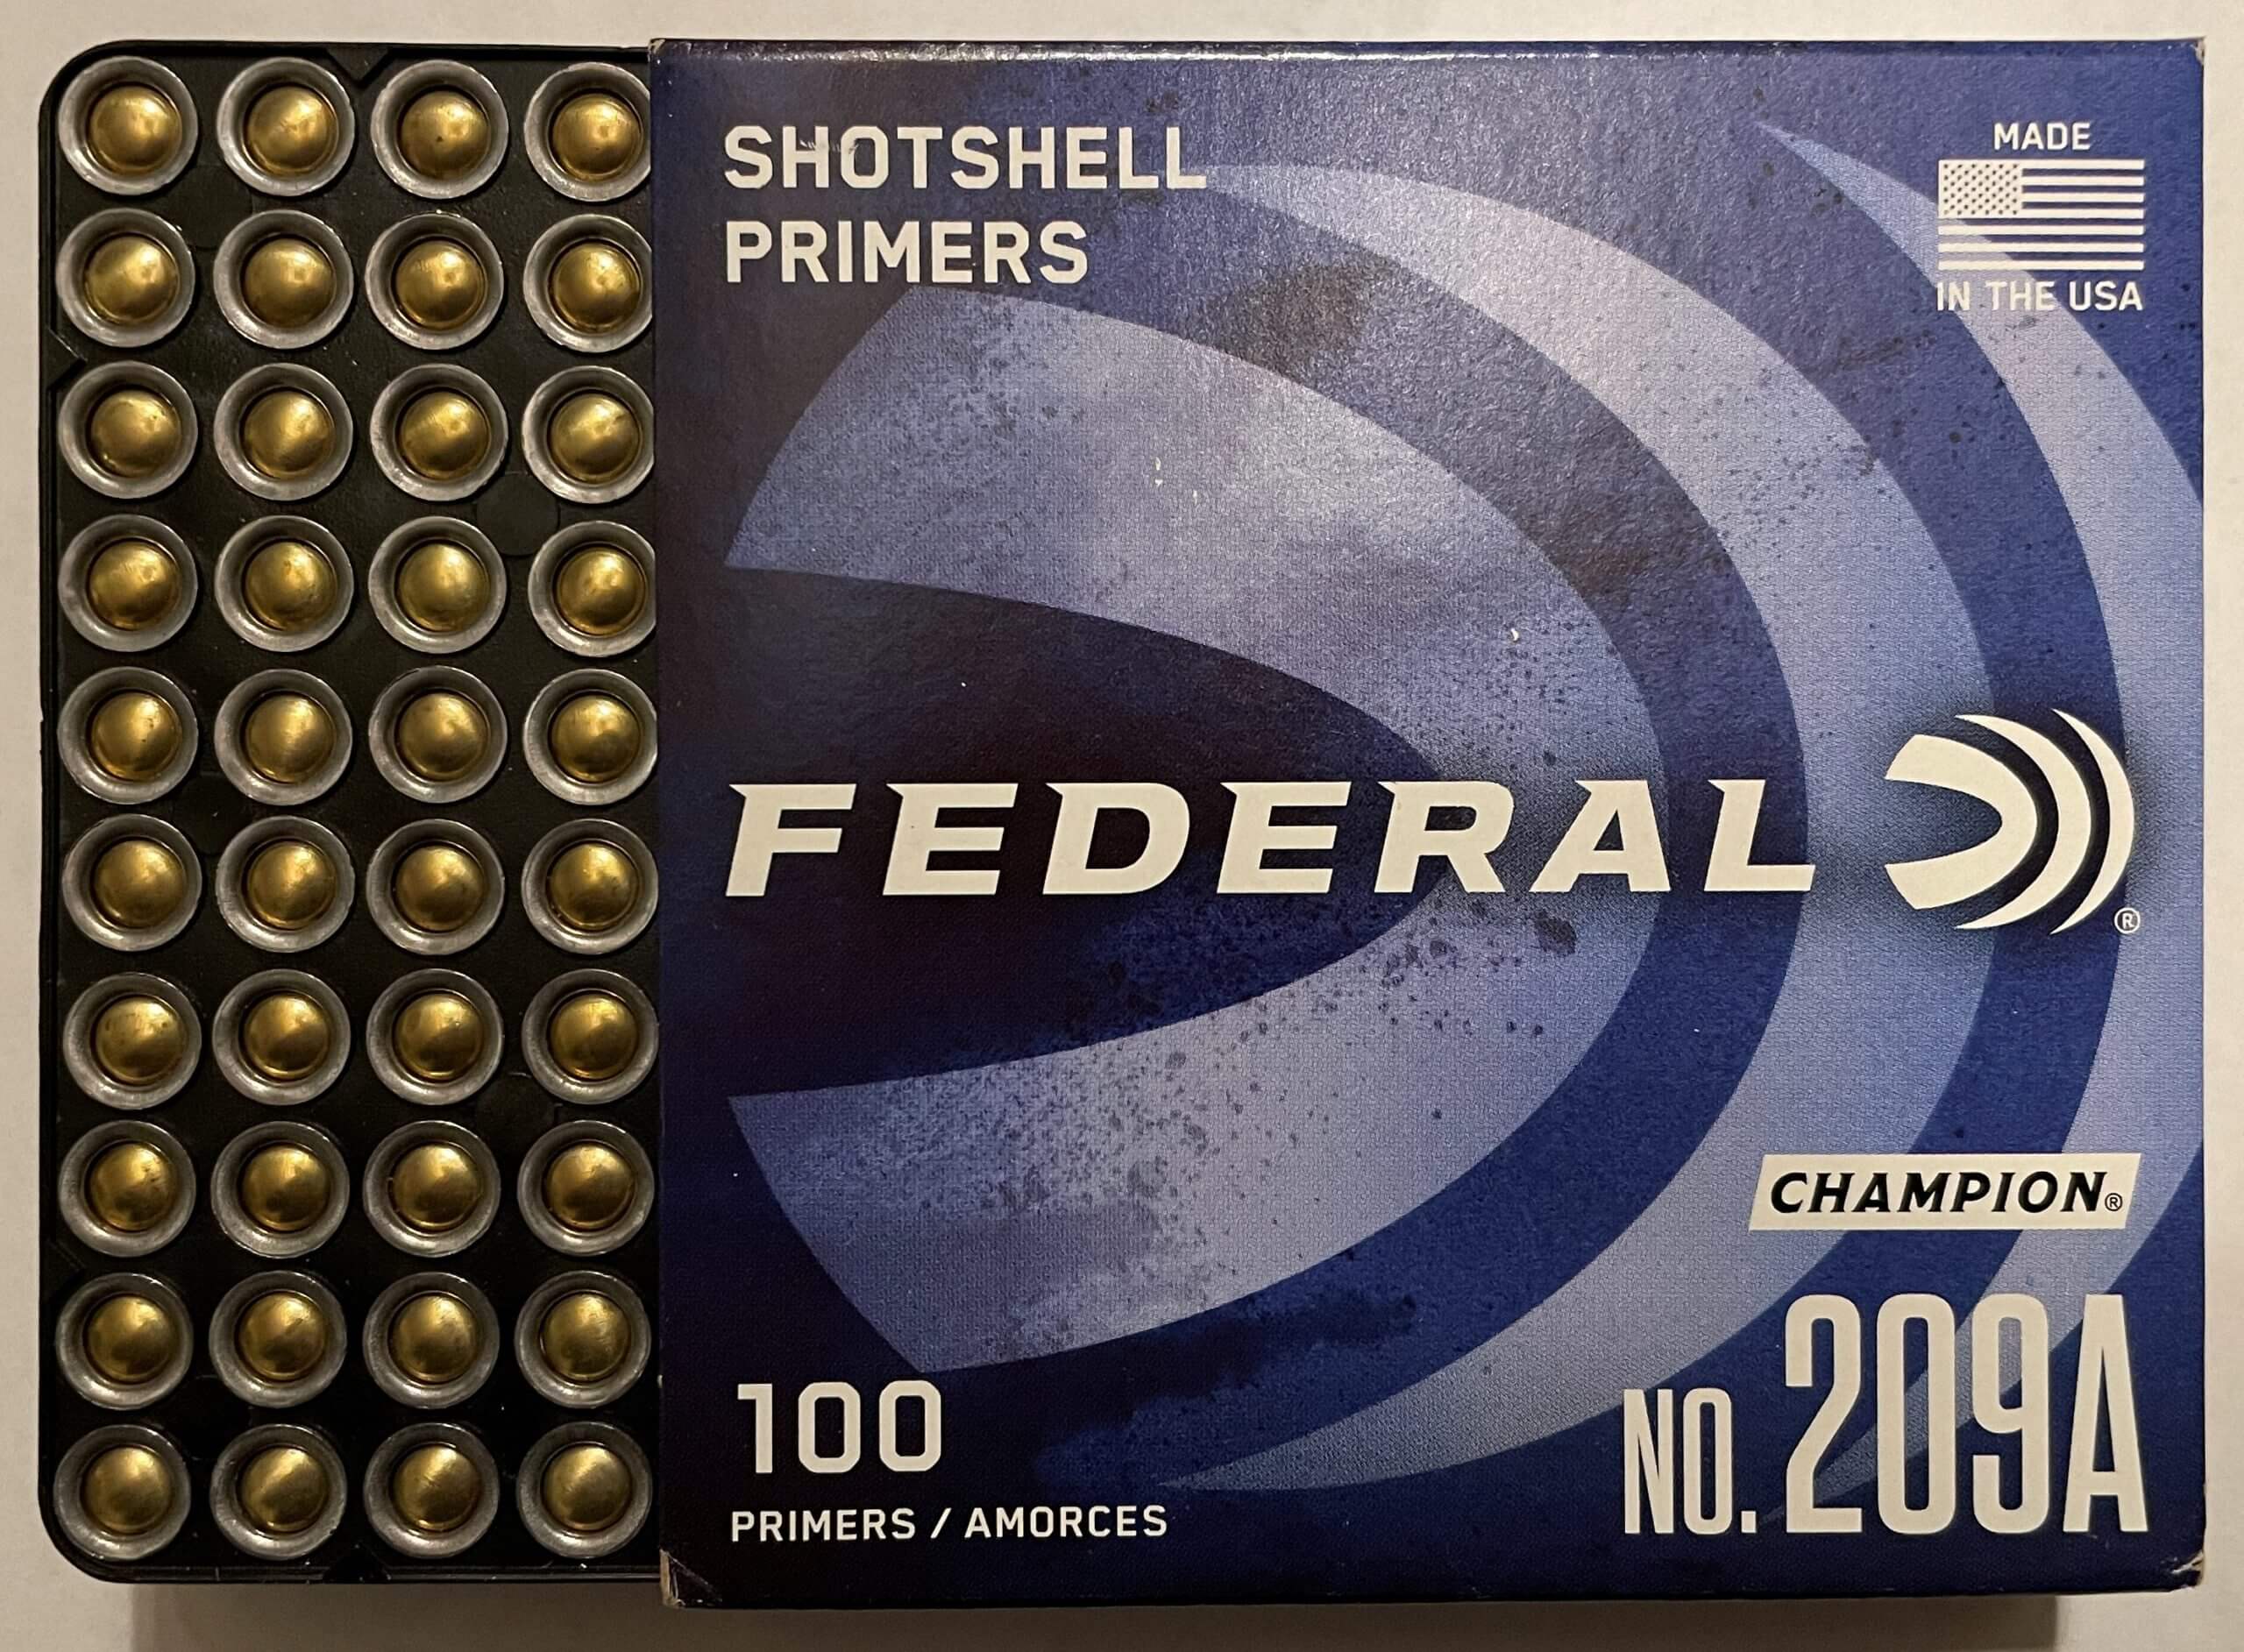 SHOTSHELL
PRIMERS
MADE
IN THE USA
FEDERAL ®
CHAMPION®
100
PRIMERS / AMORCES
NO. 209A